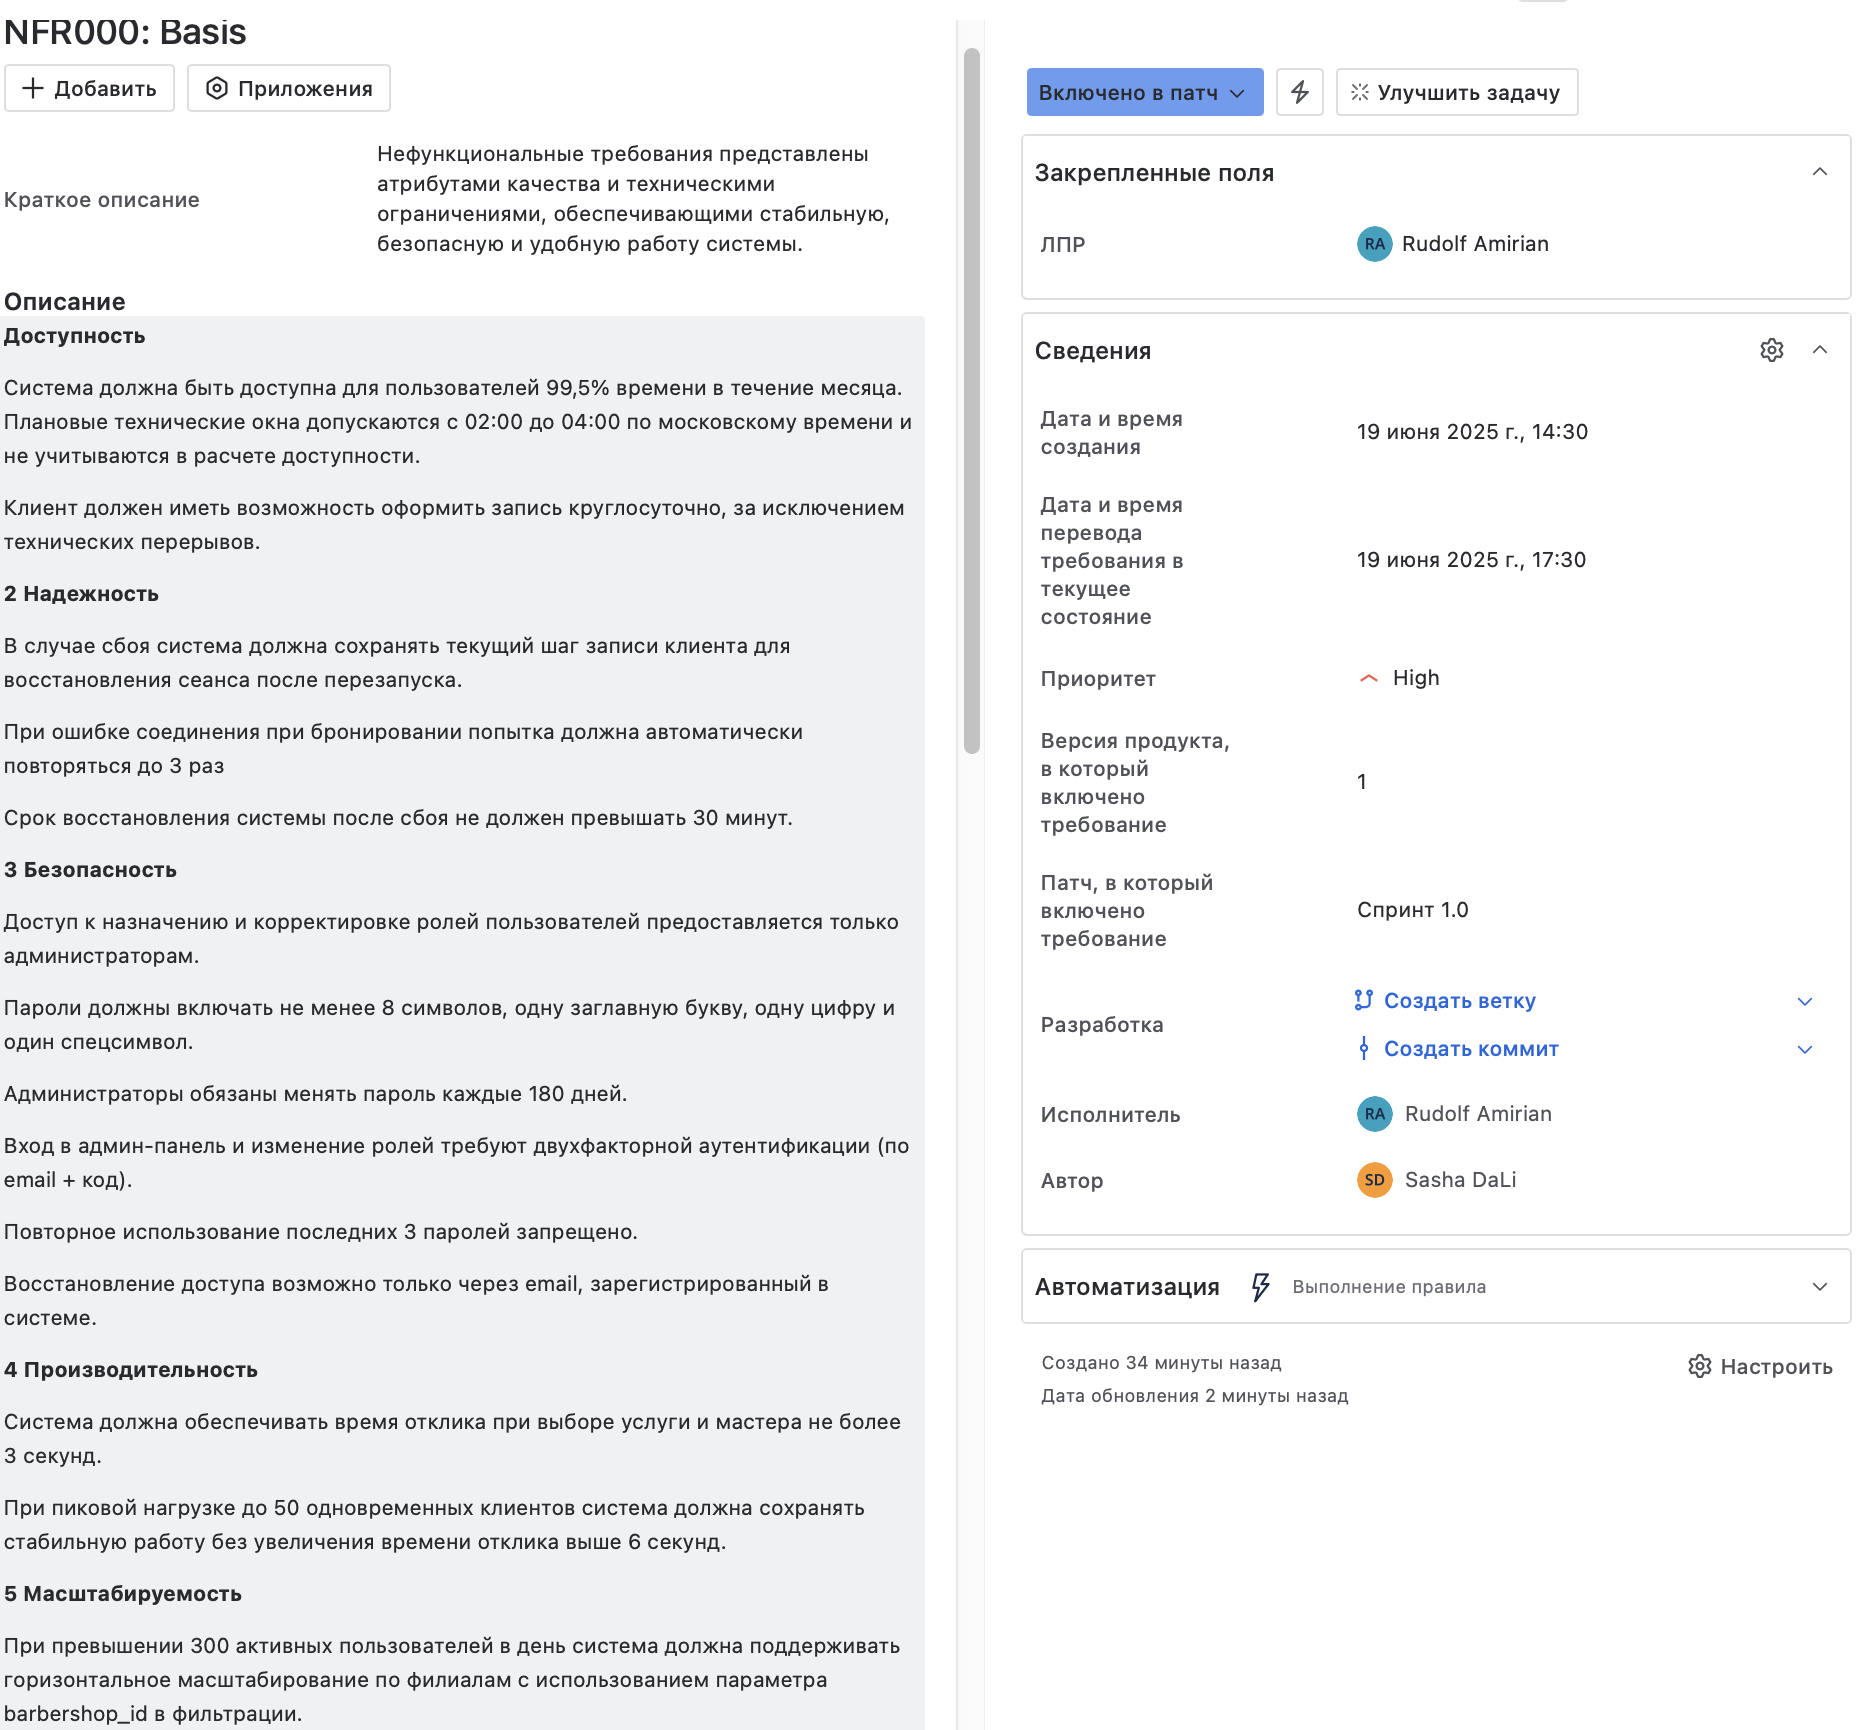 NFR000: Basis
Добавить
Приложения
Краткое описание
Нефункциональные требования представлены
атрибутами качества и техническими
ограничениями, обеспечивающими стабильную,
безопасную и удобную работу системы.
Описание
Доступность
Система должна быть доступна для пользователей 99,5% времени в течение месяца.
Плановые технические окна допускаются с 02:00 до 04:00 по московскому времени и
не учитываются в расчете доступности.
Клиент должен иметь возможность оформить запись круглосуточно, за исключением
технических перерывов.
2 Надежность
В случае сбоя система должна сохранять текущий шаг записи клиента для
восстановления сеанса после перезапуска.
При ошибке соединения при бронировании попытка должна автоматически
повторяться до 3 раз
Срок восстановления системы после сбоя не должен превышать 30 минут.
3 Безопасность
Доступ к назначению и корректировке ролей пользователей предоставляется только
администраторам.
Пароли должны включать не менее 8 символов, одну заглавную букву, одну цифру и
один спецсимвол.
Администраторы обязаны менять пароль каждые 180 дней.
Вход в админ-панель и изменение ролей требуют двухфакторной аутентификации (по
email + код).
Повторное использование последних 3 паролей запрещено.
Восстановление доступа возможно только через email, зарегистрированный в
системе.
4 Производительность
Система должна обеспечивать время отклика при выборе услуги и мастера не более
3 секунд.
При пиковой нагрузке до 50 одновременных клиентов система должна сохранять
стабильную работу без увеличения времени отклика выше 6 секунд.
5 Масштабируемость
При превышении 300 активных пользователей в день система должна поддерживать
горизонтальное масштабирование по филиалам с использованием параметра
barbershop_id в фильтрации.
Включено в патч
Улучшить задачу
Закрепленные поля
ЛПР
RA Rudolf Amirian
Сведения
Дата и время
создания
19 июня 2025 г., 14:30
Дата и время
перевода
требования в
текущее
состояние
19 июня 2025 г., 17:30
Приоритет
High
Версия продукта,
в который
включено
требование
1
Патч, в который
включено
требование
Спринт 1.0
Разработка
Создать ветку
Создать коммит
Исполнитель
RA Rudolf Amirian
Автор
SD Sasha DaLi
Автоматизация Выполнение правила
Создано 34 минуты назад
Дата обновления 2 минуты назад
Настроить